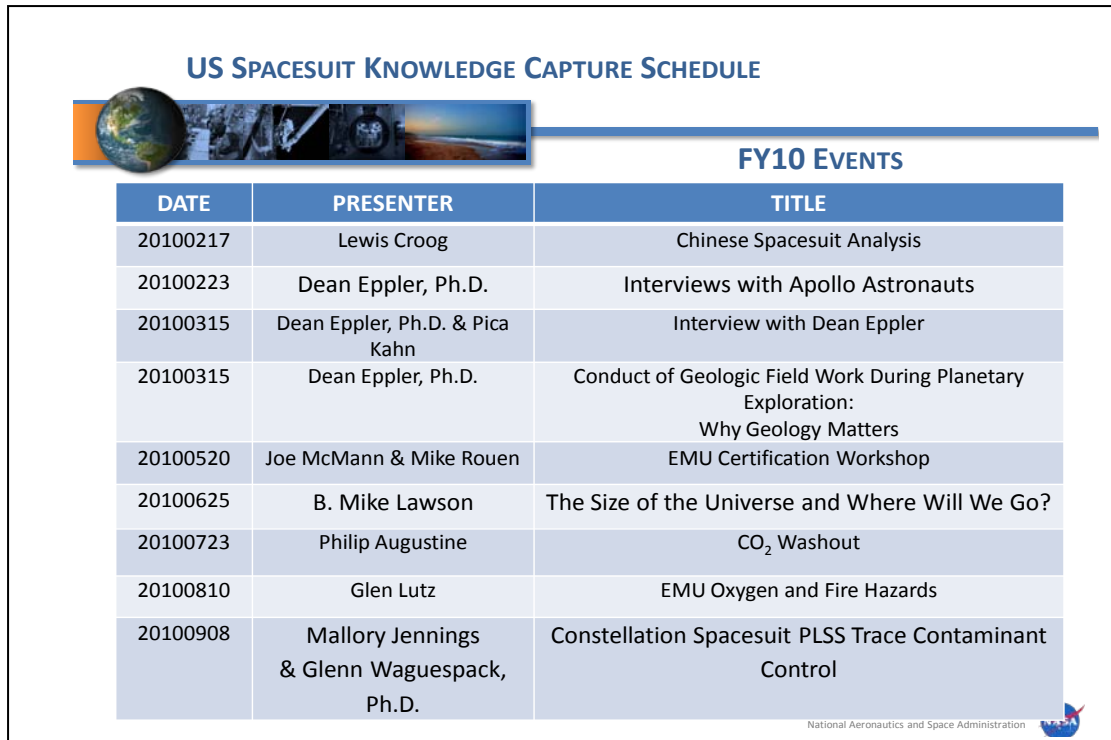 US SPACESUIT KNOWLEDGE CAPTURE SCHEDULE
FY10 EVENTS
DATE PRESENTER TITLE
20100217 Lewis Croog Chinese Spacesuit Analysis
20100223 Dean Eppler, Ph.D. Interviews with Apollo Astronauts
20100315 Dean Eppler, Ph.D. & Pica Interview with Dean Eppler
Kahn
20100315 Dean Eppler, Ph.D. Conduct of Geologic Field Work During Planetary
Exploration:
Why Geology Matters
20100520 Joe McMann & Mike Rouen EMU Certification Workshop
20100625 B. Mike Lawson The Size of the Universe and Where Will We Go?
20100723 Philip Augustine CO₂ Washout
20100810 Glen Lutz EMU Oxygen and Fire Hazards
20100908 Mallory Jennings Constellation Spacesuit PLSS Trace Contaminant
& Glenn Waguespack, Control
Ph.D.
National Aeronautics and Space Administration
NASA